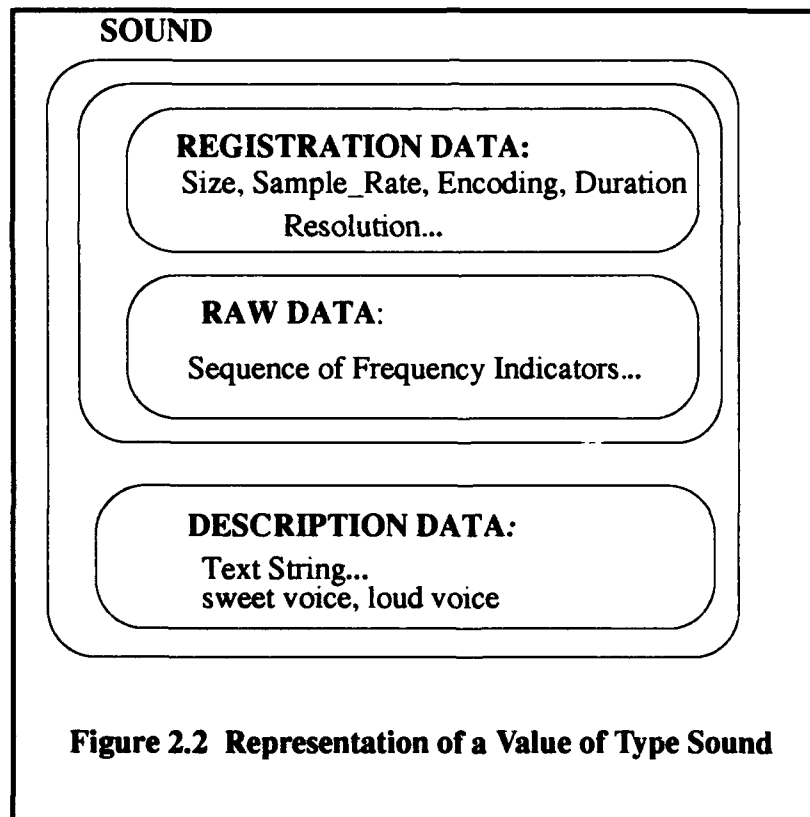 SOUND
REGISTRATION DATA:
Size, Sample_Rate, Encoding, Duration
Resolution...
RAW DATA:
Sequence of Frequency Indicators...
DESCRIPTION DATA:
Text String...
sweet voice, loud voice
Figure 2.2 Representation of a Value of Type Sound